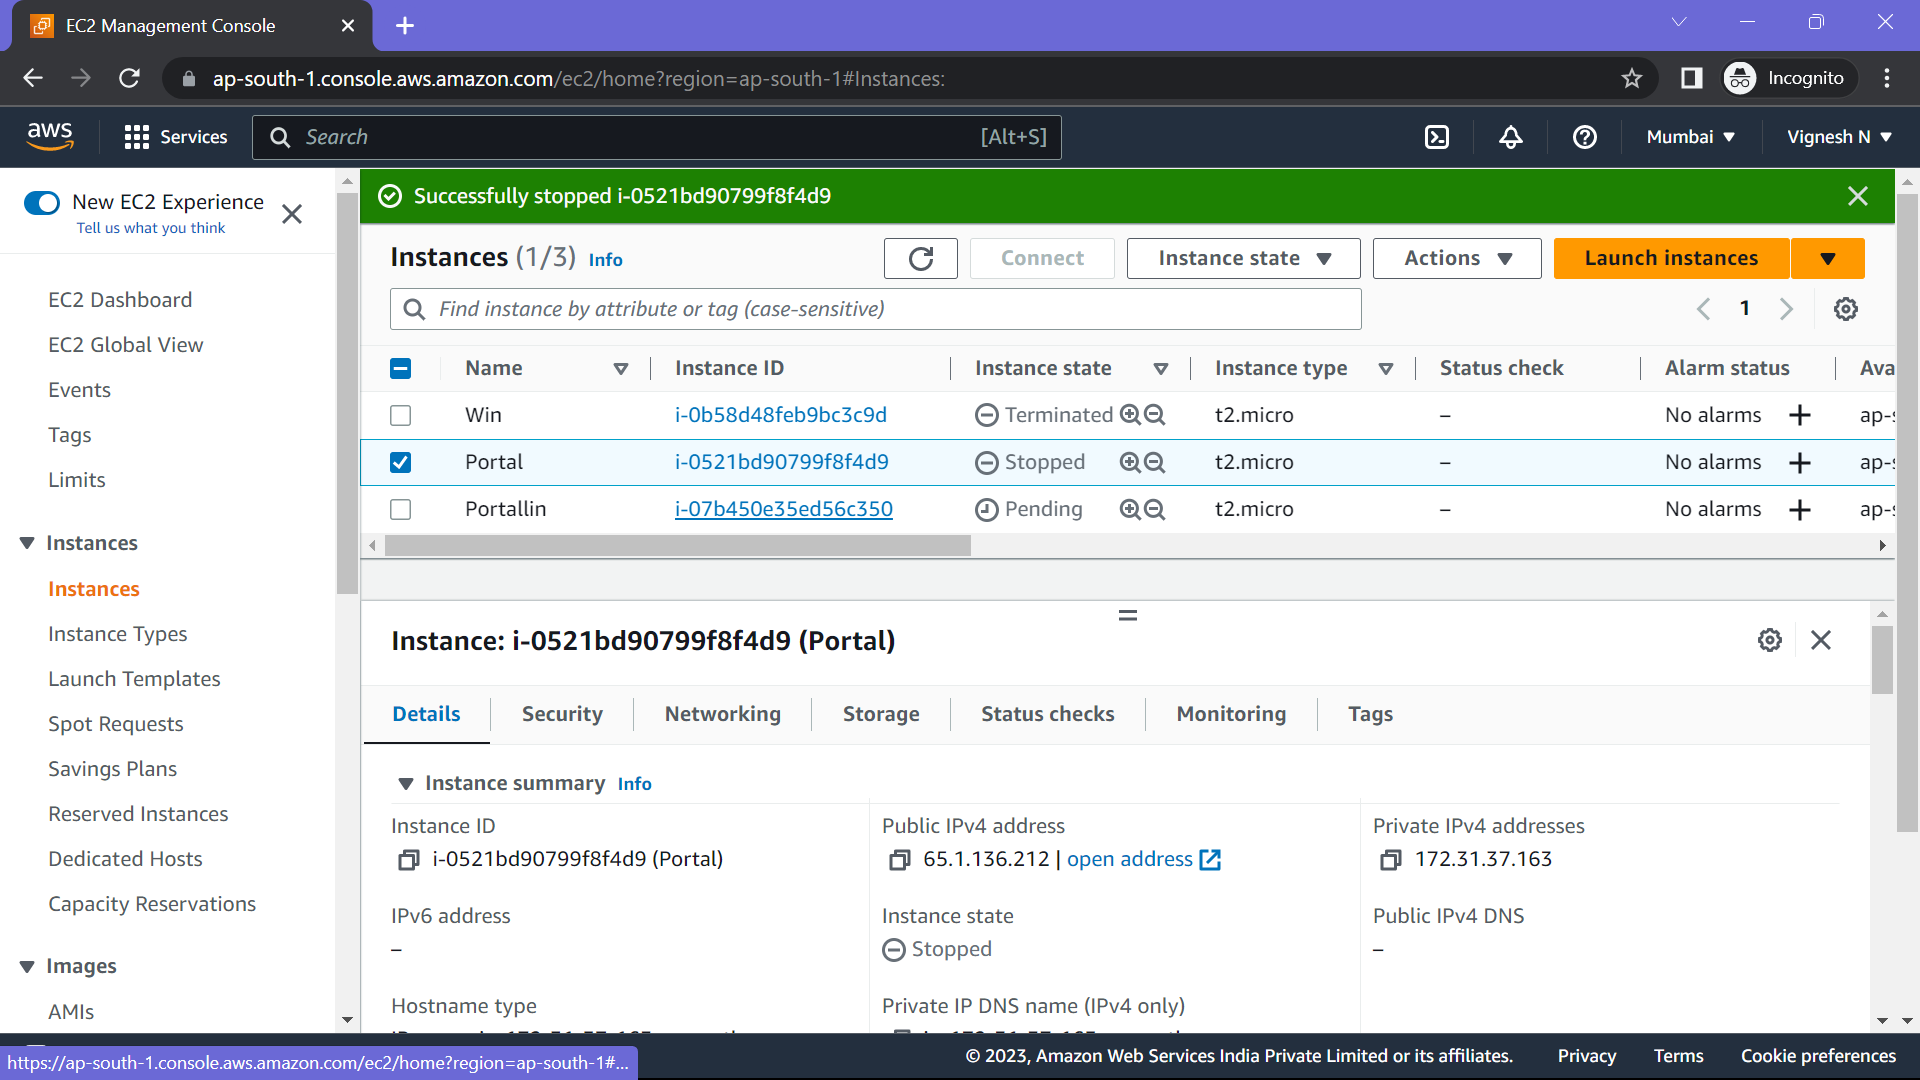 EC2 Management Console
ap-south-1.console.aws.amazon.com/ec2/home?region=ap-south-1#Instances:
Incognito
aws
Services
Search
[Alt+S]
Mumbai
Vignesh N
New EC2 Experience
Tell us what you think
EC2 Dashboard
EC2 Global View
Events
Tags
Limits
Instances
Instances
Instance Types
Launch Templates
Spot Requests
Savings Plans
Reserved Instances
Dedicated Hosts
Capacity Reservations
Images
AMIs
Successfully stopped i-0521bd90799f8f4d9
Instances (1/3) Info
Connect
Instance state
Actions
Launch instances
Find instance by attribute or tag (case-sensitive)
1
Name Instance ID Instance state Instance type Status check Alarm status Ava
Win i-0b58d48feb9bc3c9d Terminated t2.micro – No alarms + ap-s
Portal i-0521bd90799f8f4d9 Stopped t2.micro – No alarms + ap-s
Portallin i-07b450e35ed56c350 Pending t2.micro – No alarms + ap-s
Instance: i-0521bd90799f8f4d9 (Portal)
Details Security Networking Storage Status checks Monitoring Tags
Instance summary Info
Instance ID
i-0521bd90799f8f4d9 (Portal)
Public IPv4 address
65.1.136.212 | open address
Private IPv4 addresses
172.31.37.163
IPv6 address
–
Instance state
Stopped
Public IPv4 DNS
–
Hostname type
Private IP DNS name (IPv4 only)
https://ap-south-1.console.aws.amazon.com/ec2/home?region=ap-south-1#...
© 2023, Amazon Web Services India Private Limited or its affiliates.
Privacy
Terms
Cookie preferences